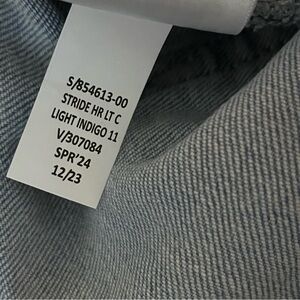 S/854613-00
STRIDE HR LT C
LIGHT INDIGO 11
V/307084
SPR'24
12/23